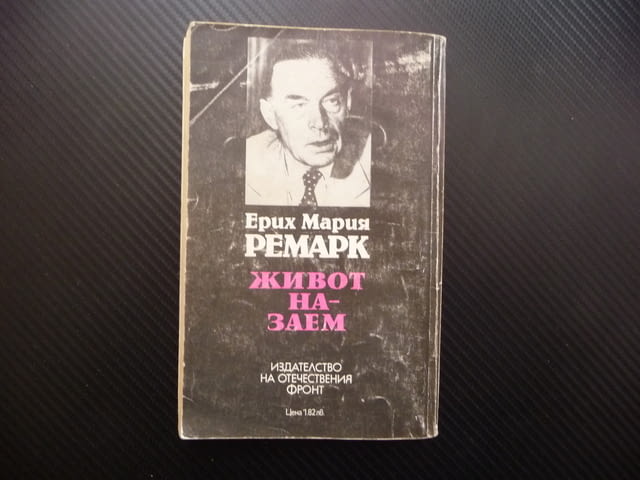 Ерих Мария
РЕМАРК
ЖИВОТ
НА-
ЗАЕМ
ИЗДАТЕЛСТВО
НА ОТЕЧЕСТВЕНИЯ
ФРОНТ
Цена 1.82 лв.